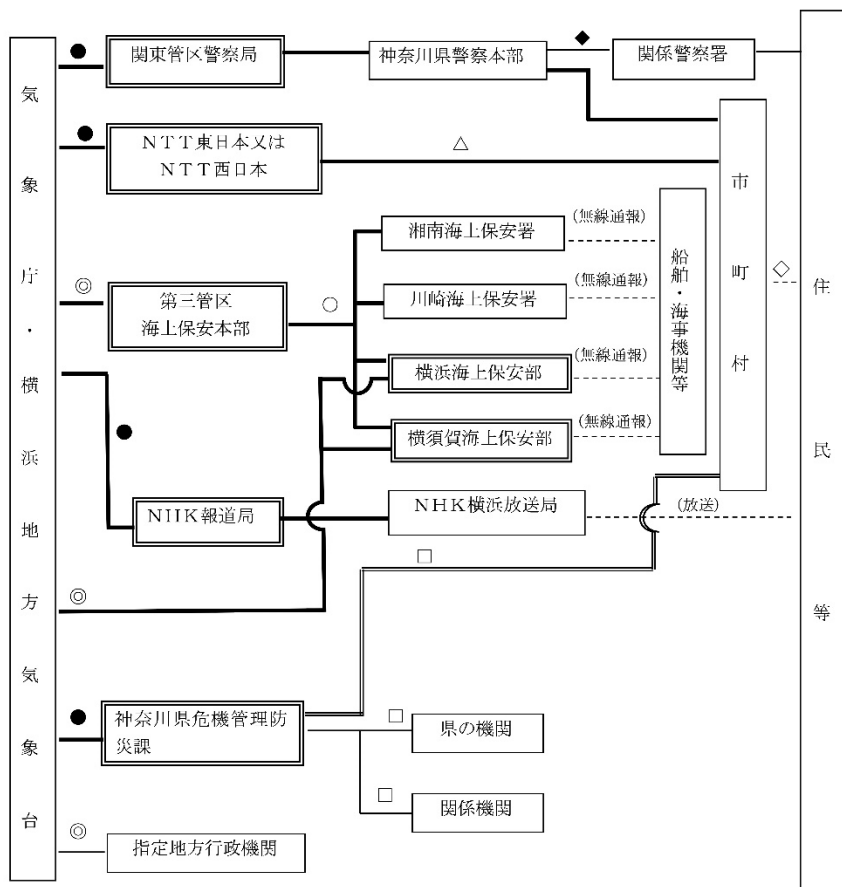 気象庁・横浜地方気象台
●
関東管区警察局
神奈川県警察本部
◆
関係警察署
●
NTT東日本又は
NTT西日本
△
市町村
◎
第三管区
海上保安本部
○
湘南海上保安署
(無線通報)
川崎海上保安署
(無線通報)
横浜海上保安部
(無線通報)
横須賀海上保安部
(無線通報)
船舶・海事機関等
◇
住民等
●
NHK報道局
NHK横浜放送局
(放送)
◎
□
●
神奈川県危機管理防
災課
□
県の機関
□
関係機関
◎
指定地方行政機関